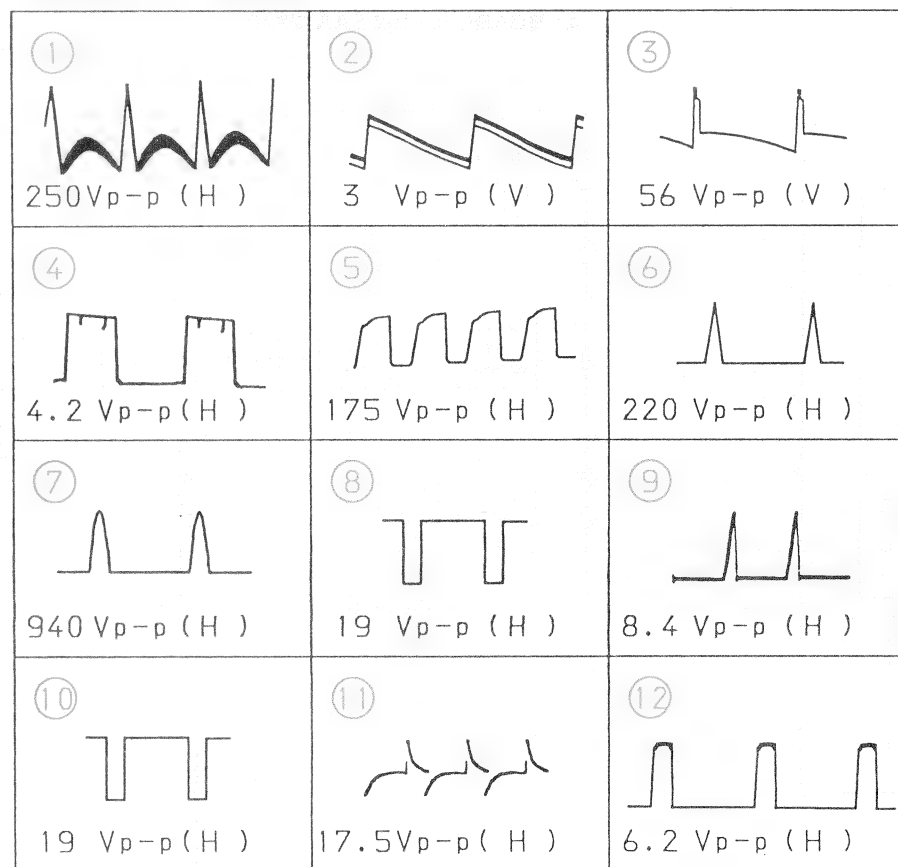 ① ② ③
250Vp-p (H) 3 Vp-p (V) 56 Vp-p (V)
④ ⑤ ⑥
4.2 Vp-p(H) 175 Vp-p (H) 220 Vp-p (H)
⑦ ⑧ ⑨
940 Vp-p (H) 19 Vp-p (H) 8.4 Vp-p (H)
⑩ ⑪ ⑫
19 Vp-p(H) 17.5Vp-p(H) 6.2 Vp-p(H)